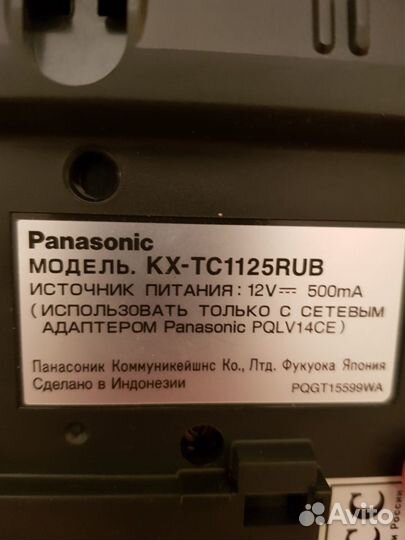 Panasonic
МОДЕЛЬ. KX-TC1125RUB
ИСТОЧНИК ПИТАНИЯ: 12V⎓ 500mA
(ИСПОЛЬЗОВАТЬ ТОЛЬКО С СЕТЕВЫМ
АДАПТЕРОМ Panasonic PQLV14CE)
Панасоник Коммуникейшнс Ко., Лтд. Фукуока Япония
Сделано в Индонезии PQGT15599WA
России
Avito